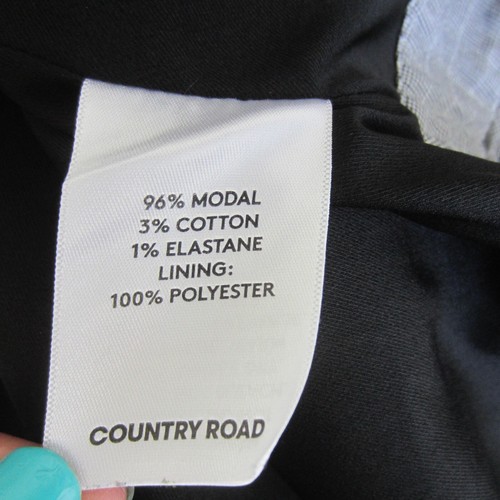 96% MODAL
3% COTTON
1% ELASTANE
LINING:
100% POLYESTER
COUNTRY ROAD